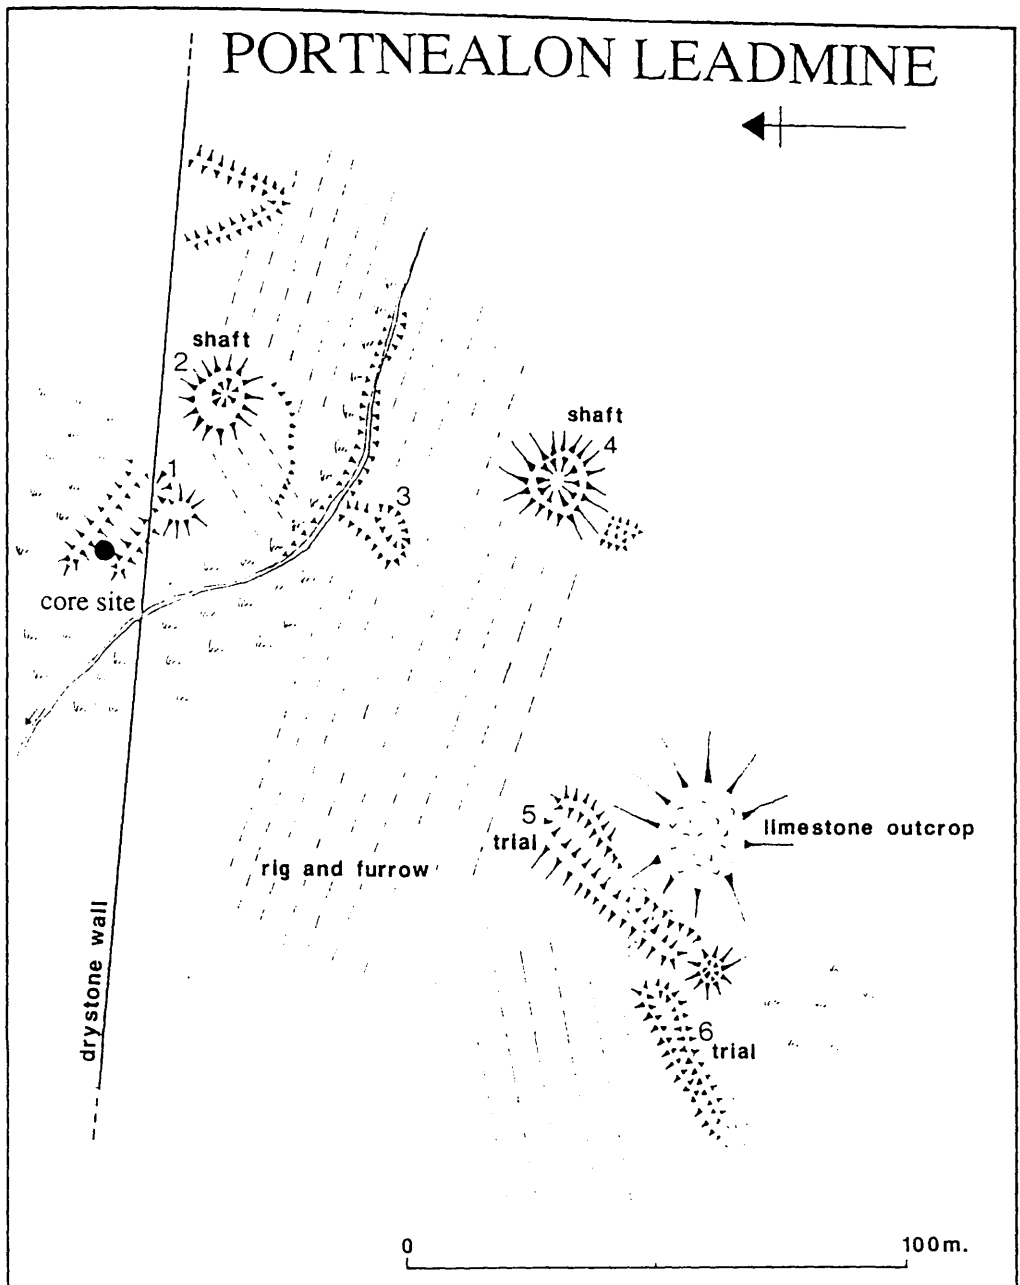 PORTNEALON LEADMINE
shaft
2
shaft
4
1
3
core site
5
trial
limestone outcrop
rig and furrow
drystone wall
6
trial
0
100m.